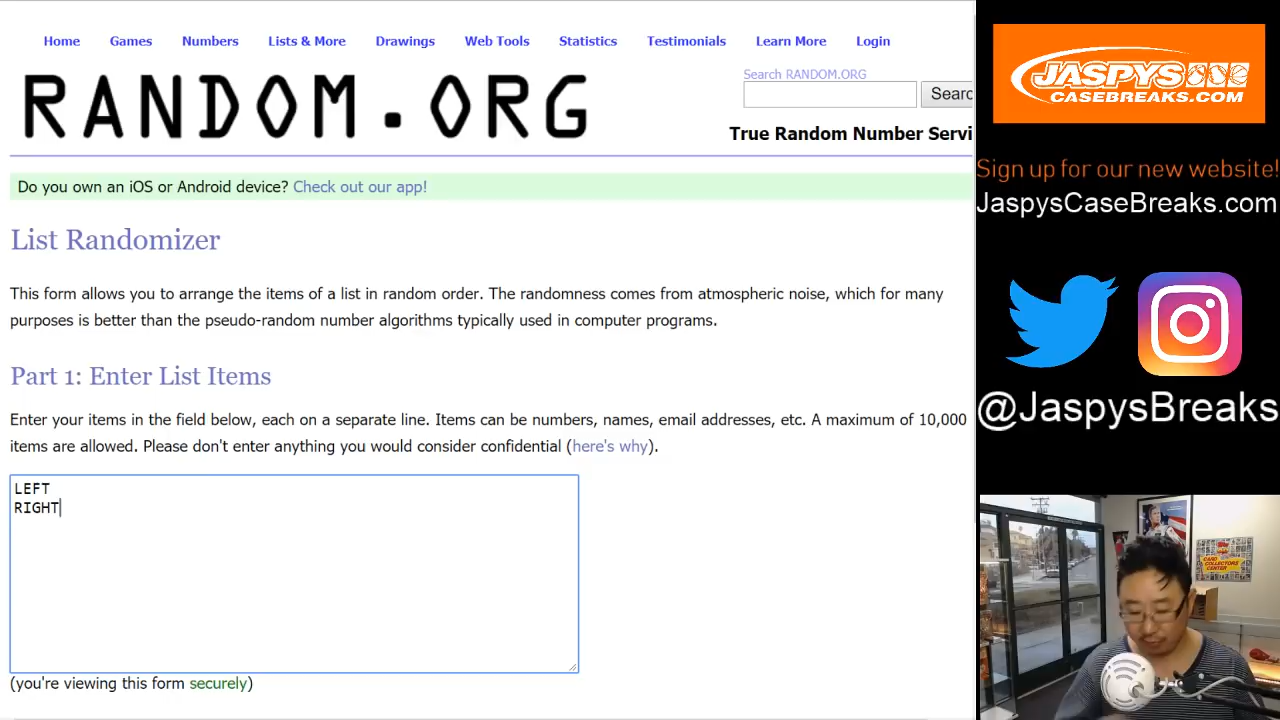 Home Games Numbers Lists & More Drawings Web Tools Statistics Testimonials Learn More Login
RANDOM.ORG
Search RANDOM.ORG
Searc
True Random Number Servi
Do you own an iOS or Android device? Check out our app!
List Randomizer
This form allows you to arrange the items of a list in random order. The randomness comes from atmospheric noise, which for many
purposes is better than the pseudo-random number algorithms typically used in computer programs.
Part 1: Enter List Items
Enter your items in the field below, each on a separate line. Items can be numbers, names, email addresses, etc. A maximum of 10,000
items are allowed. Please don't enter anything you would consider confidential (here's why).
LEFT
RIGHT
(you're viewing this form securely)
JASPYS
CASEBREAKS.COM
Sign up for our new website!
JaspysCaseBreaks.com
@JaspysBreaks
CARD
COLLECTORS
CENTER